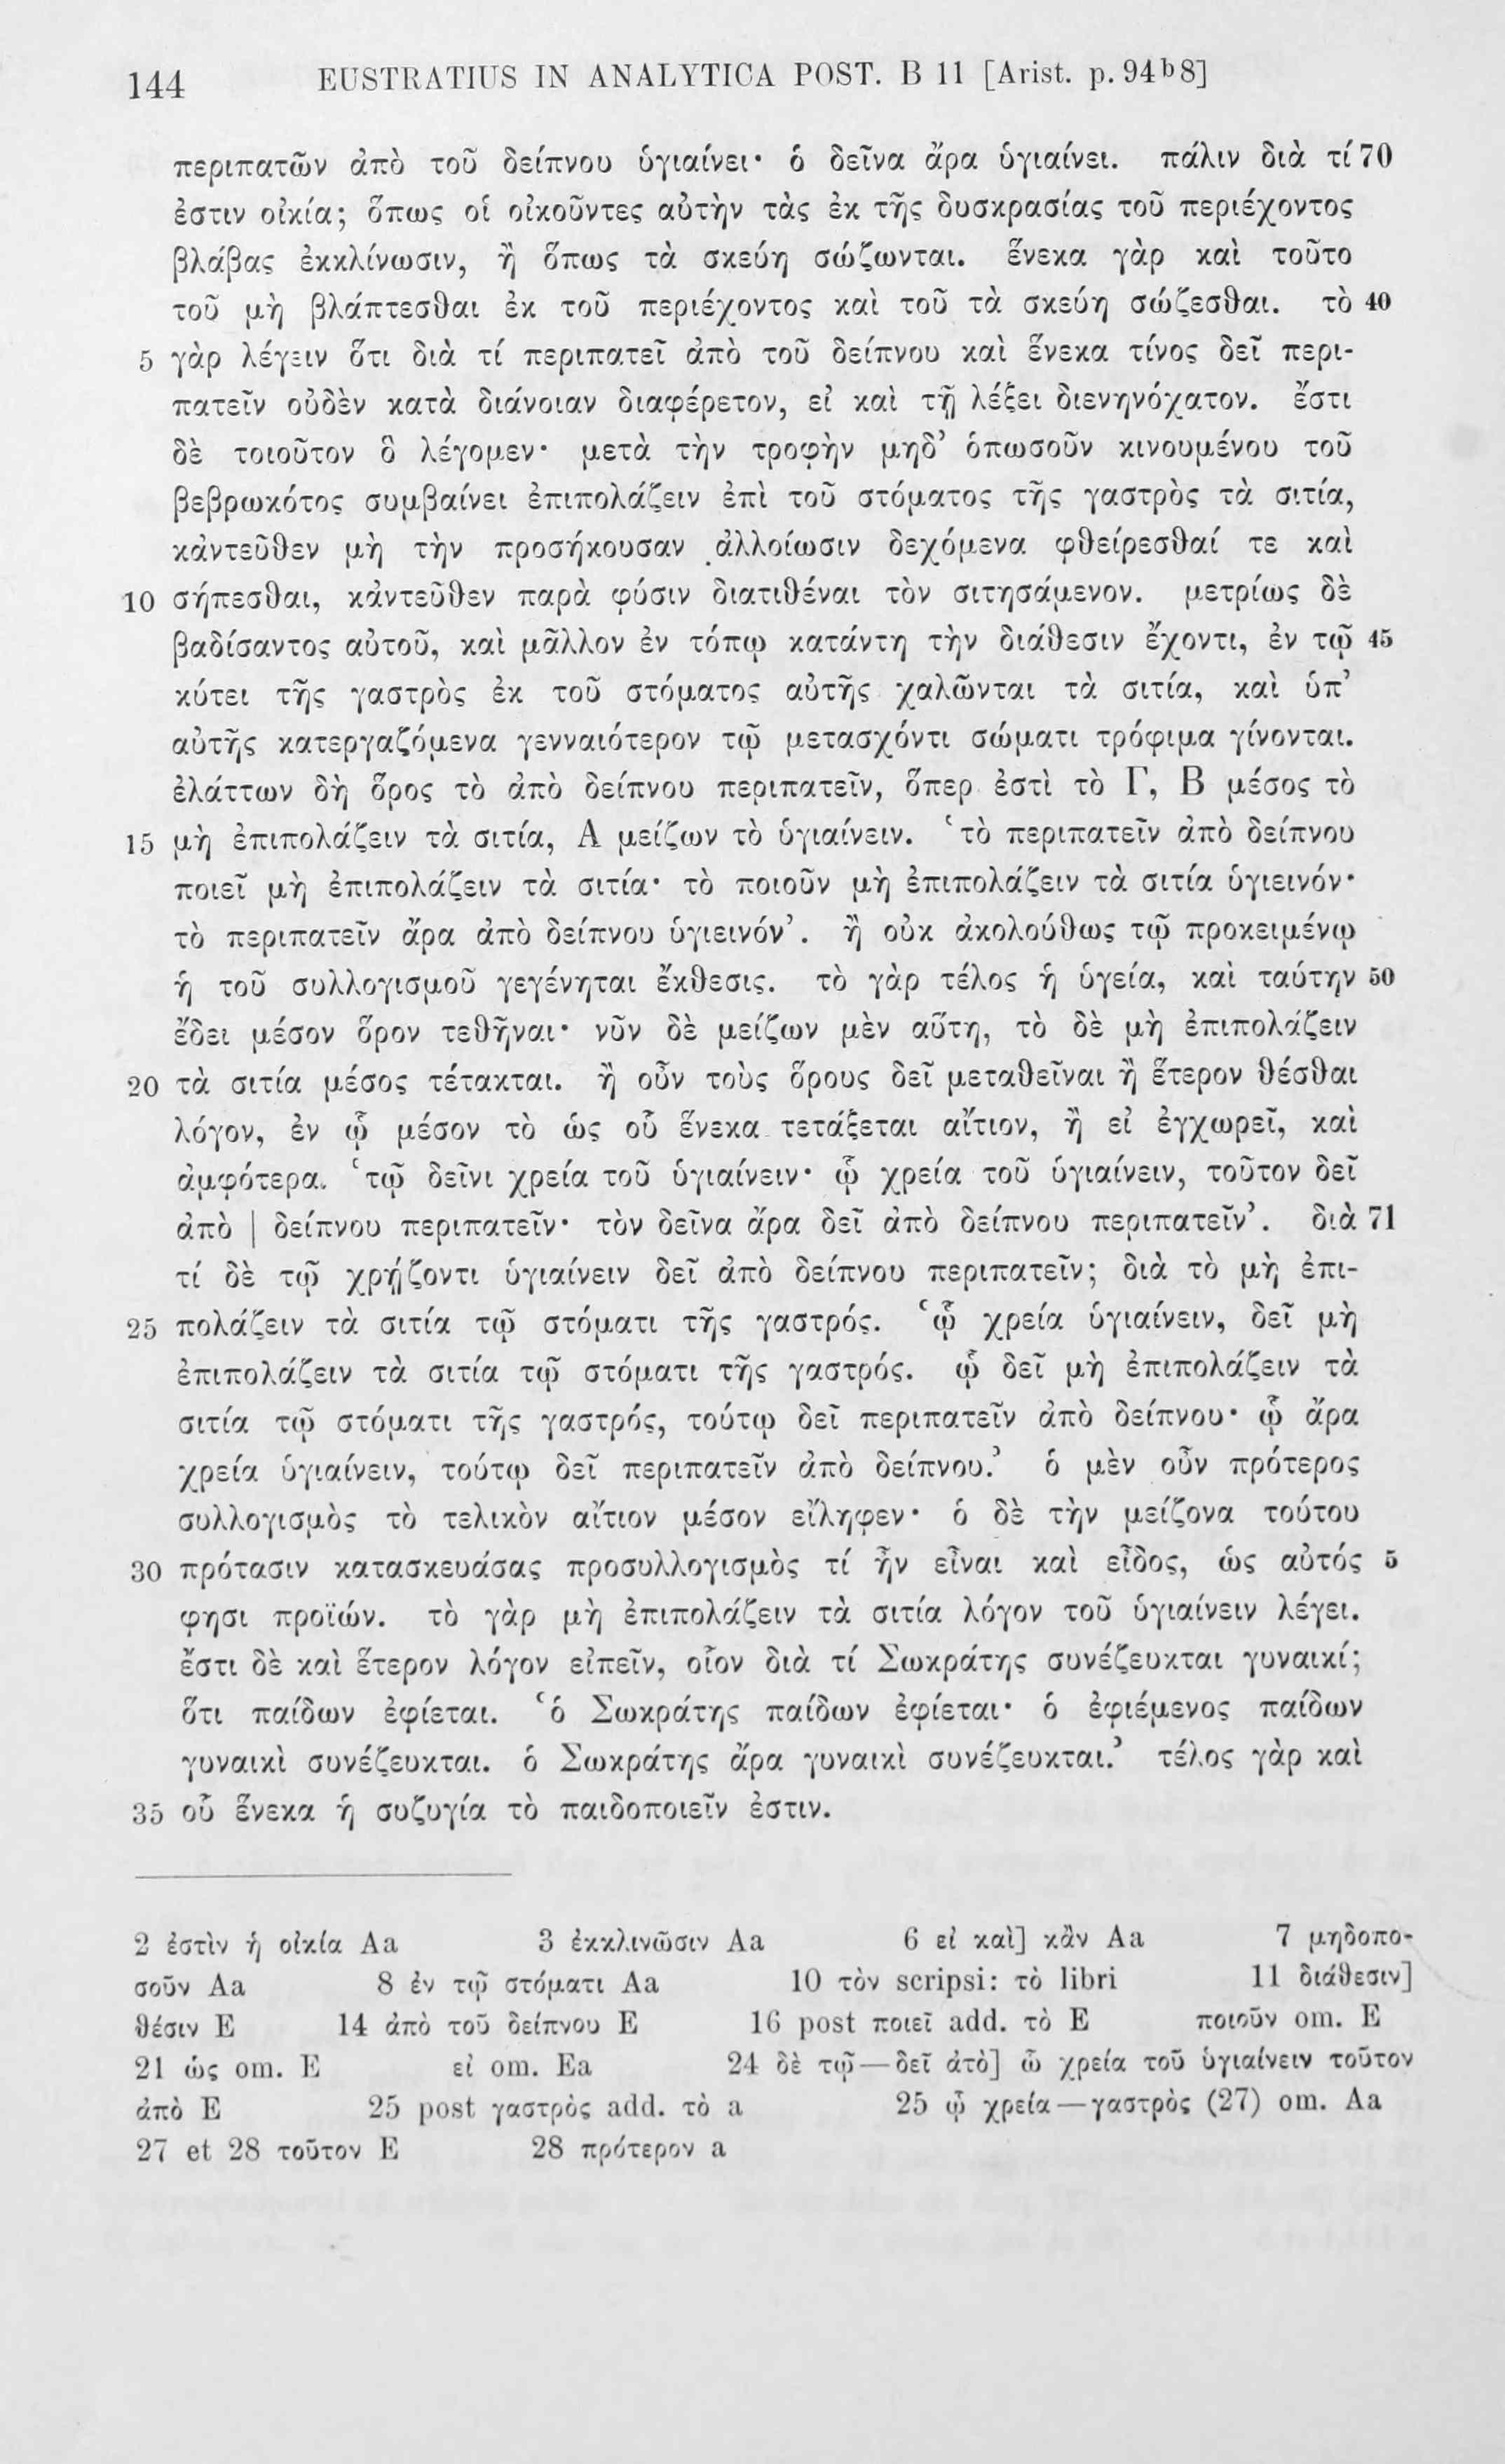 144 EUSTRATIUS IN ANALYTICA POST. B 11 [Arist. p. 94b8]
περιπατῶν ἀπὸ τοῦ δείπνου ὑγιαίνει· ὁ δεῖνα ἄρα ὑγιαίνει. πάλιν διὰ τί 70
ἐστιν οἰκία; ὅπως οἱ οἰκοῦντες αὐτὴν τὰς ἐκ τῆς δυσκρασίας τοῦ περιέχοντος
βλάβας ἐκκλίνωσιν, ἢ ὅπως τὰ σκεύη σώζωνται. ἕνεκα γὰρ καὶ τοῦτο
τοῦ μὴ βλάπτεσθαι ἐκ τοῦ περιέχοντος καὶ τοῦ τὰ σκεύη σώζεσθαι. τὸ 40
5 γὰρ λέγειν ὅτι διὰ τί περιπατεῖ ἀπὸ τοῦ δείπνου καὶ ἕνεκα τίνος δεῖ περι-
πατεῖν οὐδὲν κατὰ διάνοιαν διαφέρετον, εἰ καὶ τῇ λέξει διενηνόχατον. ἔστι
δὲ τοιοῦτον ὃ λέγομεν· μετὰ τὴν τροφὴν μηδ’ ὁπωσοῦν κινουμένου τοῦ
βεβρωκότος συμβαίνει ἐπιπολάζειν ἐπὶ τοῦ στόματος τῆς γαστρὸς τὰ σιτία,
κἀντεῦθεν μὴ τὴν προσήκουσαν ἀλλοίωσιν δεχόμενα φθείρεσθαί τε καὶ
10 σήπεσθαι, κἀντεῦθεν παρὰ φύσιν διατιθέναι τὸν σιτησάμενον. μετρίως δὲ
βαδίσαντος αὐτοῦ, καὶ μᾶλλον ἐν τόπῳ κατάντη τὴν διάθεσιν ἔχοντι, ἐν τῷ 45
κύτει τῆς γαστρὸς ἐκ τοῦ στόματος αὐτῆς χαλῶνται τὰ σιτία, καὶ ὑπ’
αὐτῆς κατεργαζόμενα γενναιότερον τῷ μετασχόντι σώματι τρόφιμα γίνονται.
ἐλάττων δὴ ὅρος τὸ ἀπὸ δείπνου περιπατεῖν, ὅπερ ἐστὶ τὸ Γ, Β μέσος τὸ
15 μὴ ἐπιπολάζειν τὰ σιτία, Α μείζων τὸ ὑγιαίνειν. ‘τὸ περιπατεῖν ἀπὸ δείπνου
ποιεῖ μὴ ἐπιπολάζειν τὰ σιτία· τὸ ποιοῦν μὴ ἐπιπολάζειν τὰ σιτία ὑγιεινόν·
τὸ περιπατεῖν ἄρα ἀπὸ δείπνου ὑγιεινόν’. ἢ οὐκ ἀκολούθως τῷ προκειμένῳ
ἡ τοῦ συλλογισμοῦ γεγένηται ἔκθεσις. τὸ γὰρ τέλος ἡ ὑγεία, καὶ ταύτην 50
ἔδει μέσον ὅρον τεθῆναι· νῦν δὲ μείζων μὲν αὕτη, τὸ δὲ μὴ ἐπιπολάζειν
20 τὰ σιτία μέσος τέτακται. ἢ οὖν τοὺς ὅρους δεῖ μεταθεῖναι ἢ ἕτερον θέσθαι
λόγον, ἐν ᾧ μέσον τὸ ὡς οὗ ἕνεκα τετάξεται αἴτιον, ἢ εἰ ἐγχωρεῖ, καὶ
ἀμφότερα. ‘τῷ δεῖνι χρεία τοῦ ὑγιαίνειν· ᾧ χρεία τοῦ ὑγιαίνειν, τοῦτον δεῖ
ἀπὸ | δείπνου περιπατεῖν· τὸν δεῖνα ἄρα δεῖ ἀπὸ δείπνου περιπατεῖν’. διὰ 71
τί δὲ τῷ χρῄζοντι ὑγιαίνειν δεῖ ἀπὸ δείπνου περιπατεῖν; διὰ τὸ μὴ ἐπι-
25 πολάζειν τὰ σιτία τῷ στόματι τῆς γαστρός. ‘ᾧ χρεία ὑγιαίνειν, δεῖ μὴ
ἐπιπολάζειν τὰ σιτία τῷ στόματι τῆς γαστρός. ᾧ δεῖ μὴ ἐπιπολάζειν τὰ
σιτία τῷ στόματι τῆς γαστρός, τούτῳ δεῖ περιπατεῖν ἀπὸ δείπνου· ᾧ ἄρα
χρεία ὑγιαίνειν, τούτῳ δεῖ περιπατεῖν ἀπὸ δείπνου.’ ὁ μὲν οὖν πρότερος
συλλογισμὸς τὸ τελικὸν αἴτιον μέσον εἴληφεν· ὁ δὲ τὴν μείζονα τούτου
30 πρότασιν κατασκευάσας προσυλλογισμὸς τί ἦν εἶναι καὶ εἶδος, ὡς αὐτός 5
φησι προϊών. τὸ γὰρ μὴ ἐπιπολάζειν τὰ σιτία λόγον τοῦ ὑγιαίνειν λέγει.
ἔστι δὲ καὶ ἕτερον λόγον εἰπεῖν, οἷον διὰ τί Σωκράτης συνέζευκται γυναικί;
ὅτι παίδων ἐφίεται. ‘ὁ Σωκράτης παίδων ἐφίεται· ὁ ἐφιέμενος παίδων
γυναικὶ συνέζευκται. ὁ Σωκράτης ἄρα γυναικὶ συνέζευκται.’ τέλος γὰρ καὶ
35 οὗ ἕνεκα ἡ συζυγία τὸ παιδοποιεῖν ἐστιν.
2 ἐστὶν ἡ οἰκία Aa 3 ἐκκλινῶσιν Aa 6 εἰ καὶ] κἂν Aa 7 μηδοπο-
σοῦν Aa 8 ἐν τῷ στόματι Aa 10 τὸν scripsi: τὸ libri 11 διάθεσιν]
θέσιν E 14 ἀπὸ τοῦ δείπνου E 16 post ποιεῖ add. τὸ E ποιοῦν om. E
21 ὡς om. E εἰ om. Ea 24 δὲ τῷ—δεῖ ἀτὸ] ὦ χρεία τοῦ ὑγιαίνειν τοῦτον
ἀπὸ E 25 post γαστρὸς add. τὸ a 25 ᾧ χρεία—γαστρὸς (27) om. Aa
27 et 28 τοῦτον E 28 πρότερον a